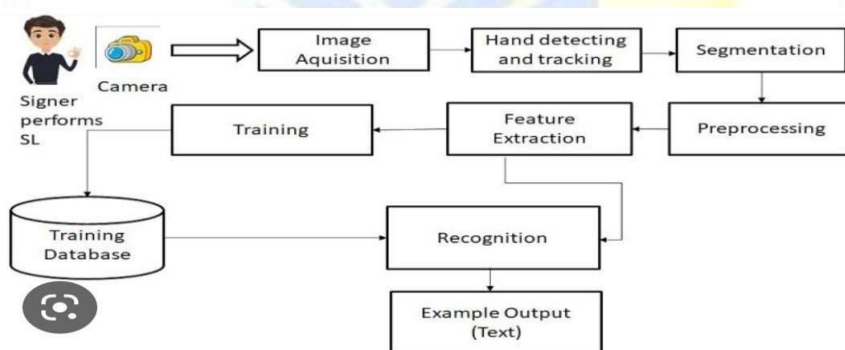 Signer
performs
SL
Camera
Image
Aquisition
Hand detecting
and tracking
Segmentation
Preprocessing
Feature
Extraction
Training
Training
Database
Recognition
Example Output
(Text)